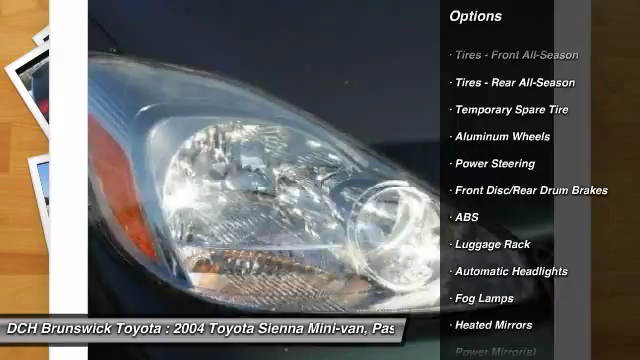 Options
· Tires - Front All-Season
· Tires - Rear All-Season
· Temporary Spare Tire
· Aluminum Wheels
· Power Steering
· Front Disc/Rear Drum Brakes
· ABS
· Luggage Rack
· Automatic Headlights
· Fog Lamps
· Heated Mirrors
· Power Mirror(s)
DCH Brunswick Toyota : 2004 Toyota Sienna Mini-van, Pas